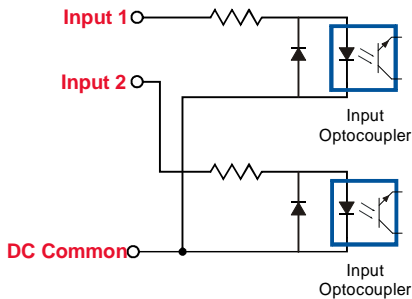 Input 1
Input 2
Input
Optocoupler
DC Common
Input
Optocoupler